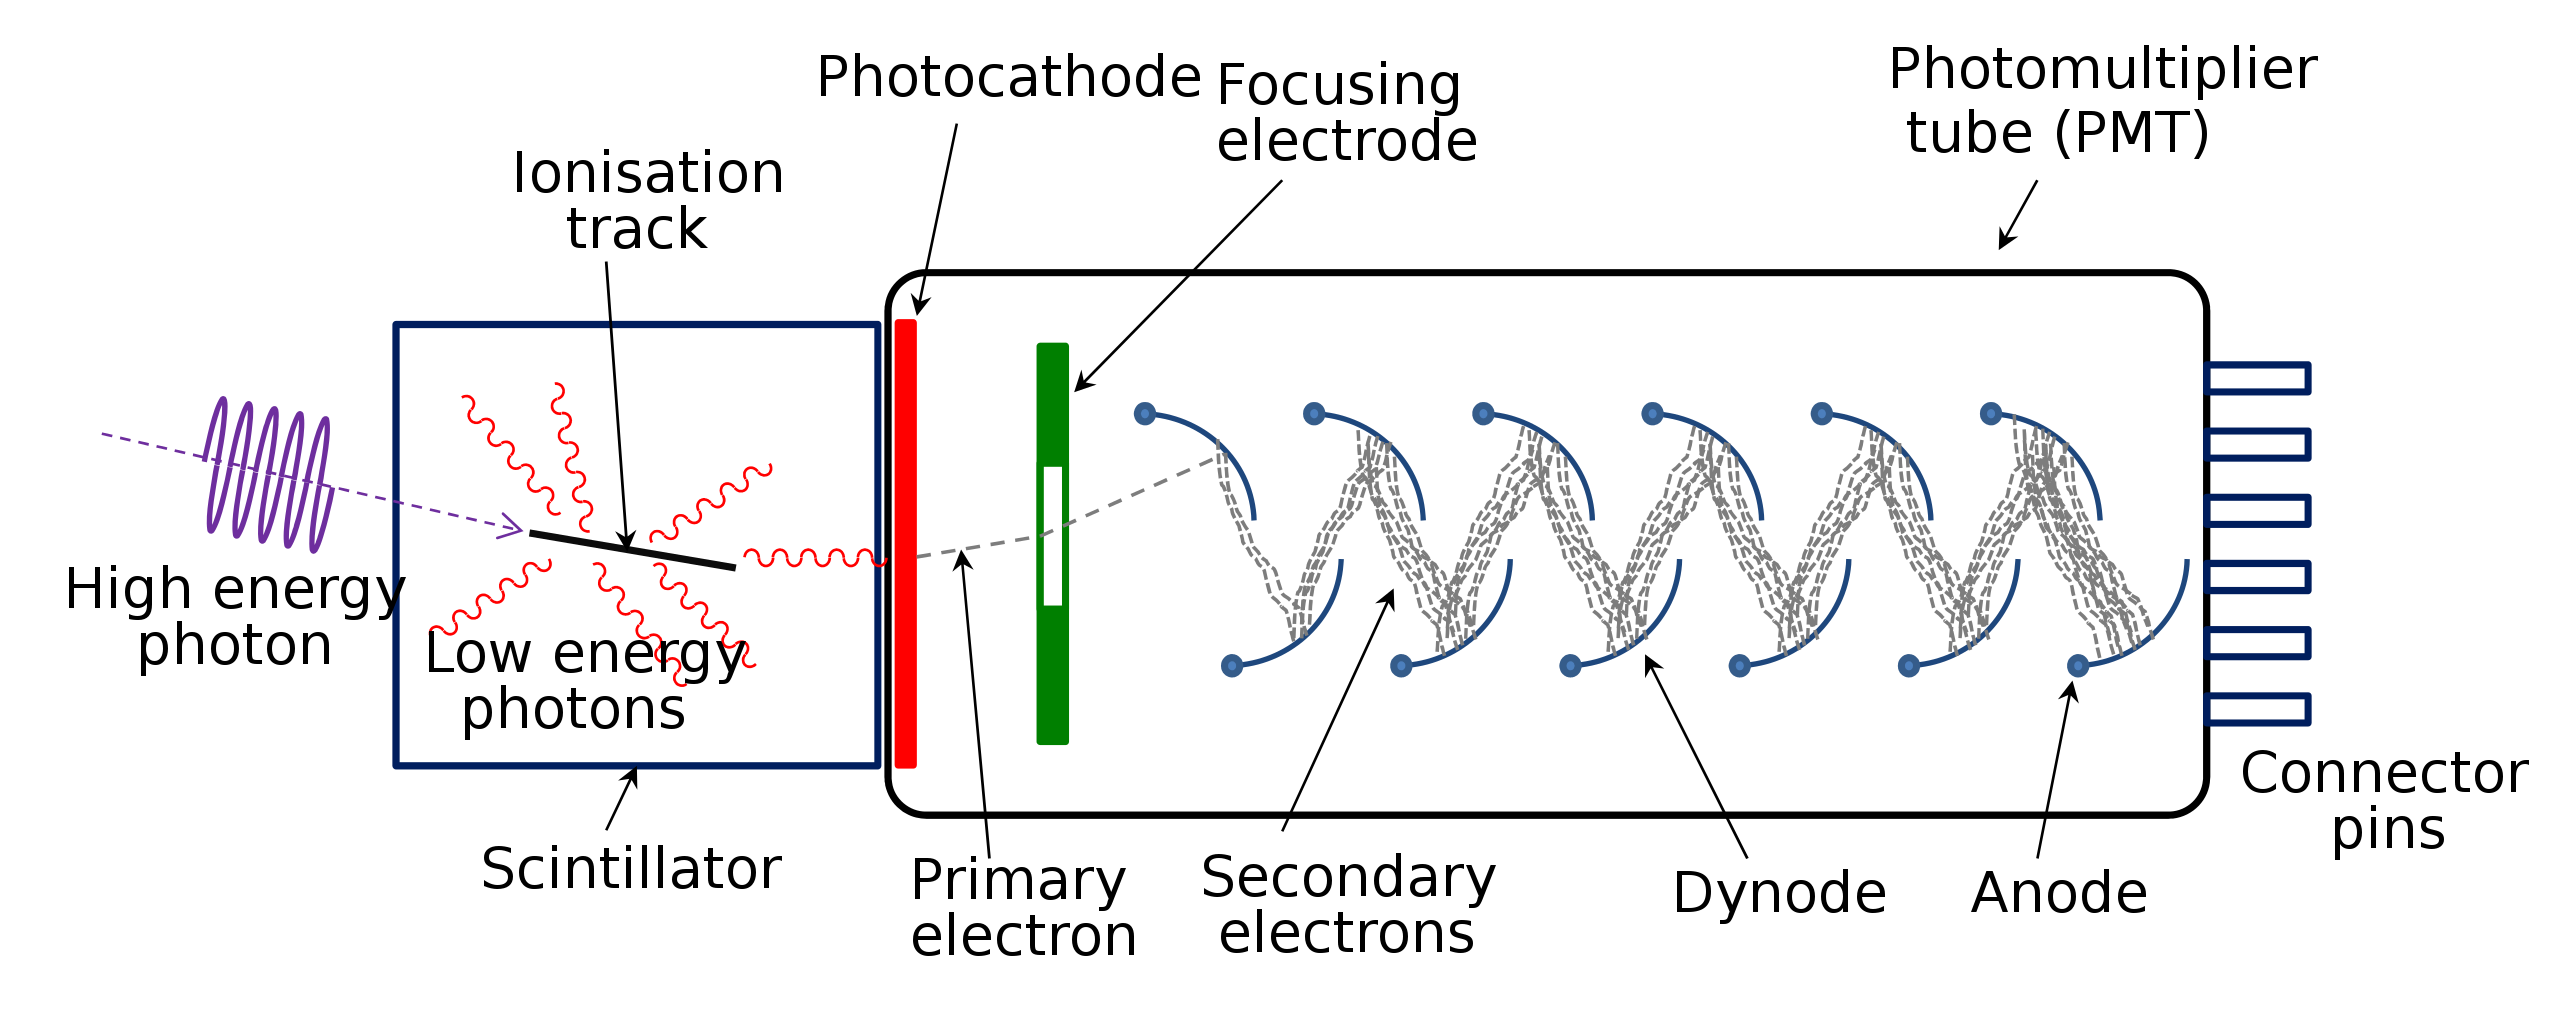 Photocathode
Focusing
electrode
Photomultiplier
tube (PMT)
Ionisation
track
High energy
photon
Low energy
photons
Scintillator
Primary
electron
Secondary
electrons
Dynode
Anode
Connector
pins